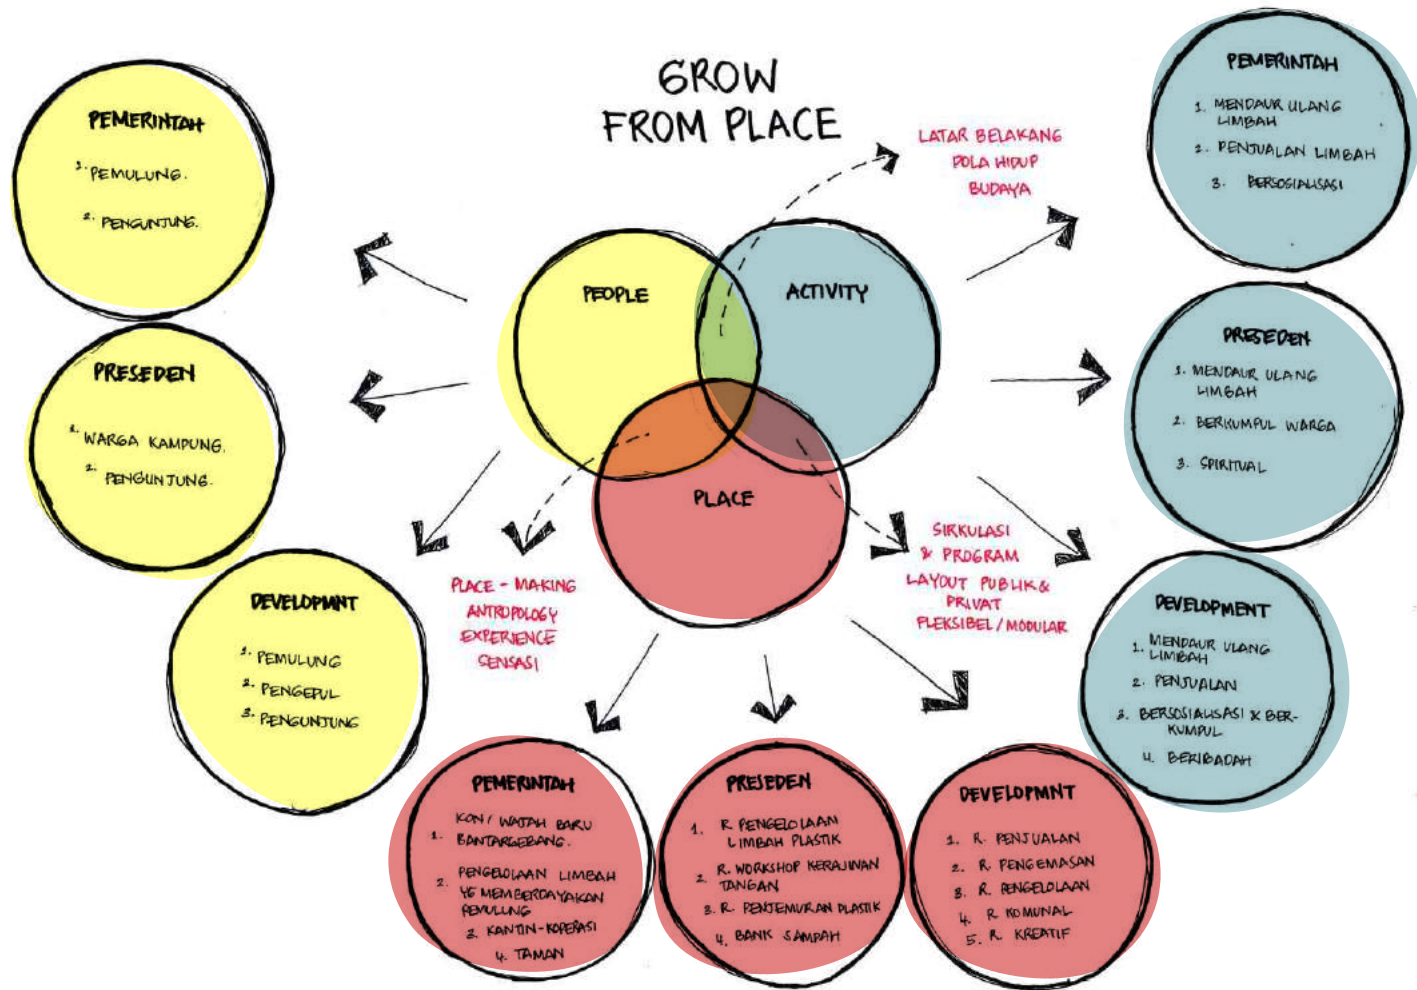 GROW
FROM PLACE
PEMERINTAH
1. PEMULUNG.
2. PENGUNJUNG.
PRESEDEN
1. WARGA KAMPUNG.
2. PENGUNJUNG.
DEVELOPMNT
1. PEMULUNG
2. PENGEPUL
3. PENGUNJUNG
PEOPLE
ACTIVITY
PLACE
LATAR BELAKANG
POLA HIDUP
BUDAYA
PLACE - MAKING
ANTROPOLOGY
EXPERIENCE
SENSASI
SIRKULASI
& PROGRAM
LAYOUT PUBLIK &
PRIVAT
FLEKSIBEL / MODULAR
PEMERINTAH
1. MENDAUR ULANG
LIMBAH
2. PENJUALAN LIMBAH
3. BERSOSIALISASI
PRESEDEN
1. MENDAUR ULANG
LIMBAH
2. BERKUMPUL WARGA
3. SPIRITUAL
DEVELOPMENT
1. MENDAUR ULANG
LIMBAH
2. PENJUALAN
3. BERSOSIALISASI & BER-
KUMPUL
4. BERIBADAH
PEMERINTAH
1. IKON / WAJAH BARU
BANTARGEBANG.
2. PENGELOLAAN LIMBAH
YG MEMBERDAYAKAN
PEMULUNG
3. KANTIN-KOPERASI
4. TAMAN
PRESEDEN
1. R. PENGELOLAAN
LIMBAH PLASTIK
2. R. WORKSHOP KERAJINAN
TANGAN
3. R. PENJEMURAN PLASTIK
4. BANK SAMPAH
DEVELOPMNT
1. R. PENJUALAN
2. R. PENGEMASAN
3. R. PENGELOLAAN
4. R KOMUNAL
5. R. KREATIF